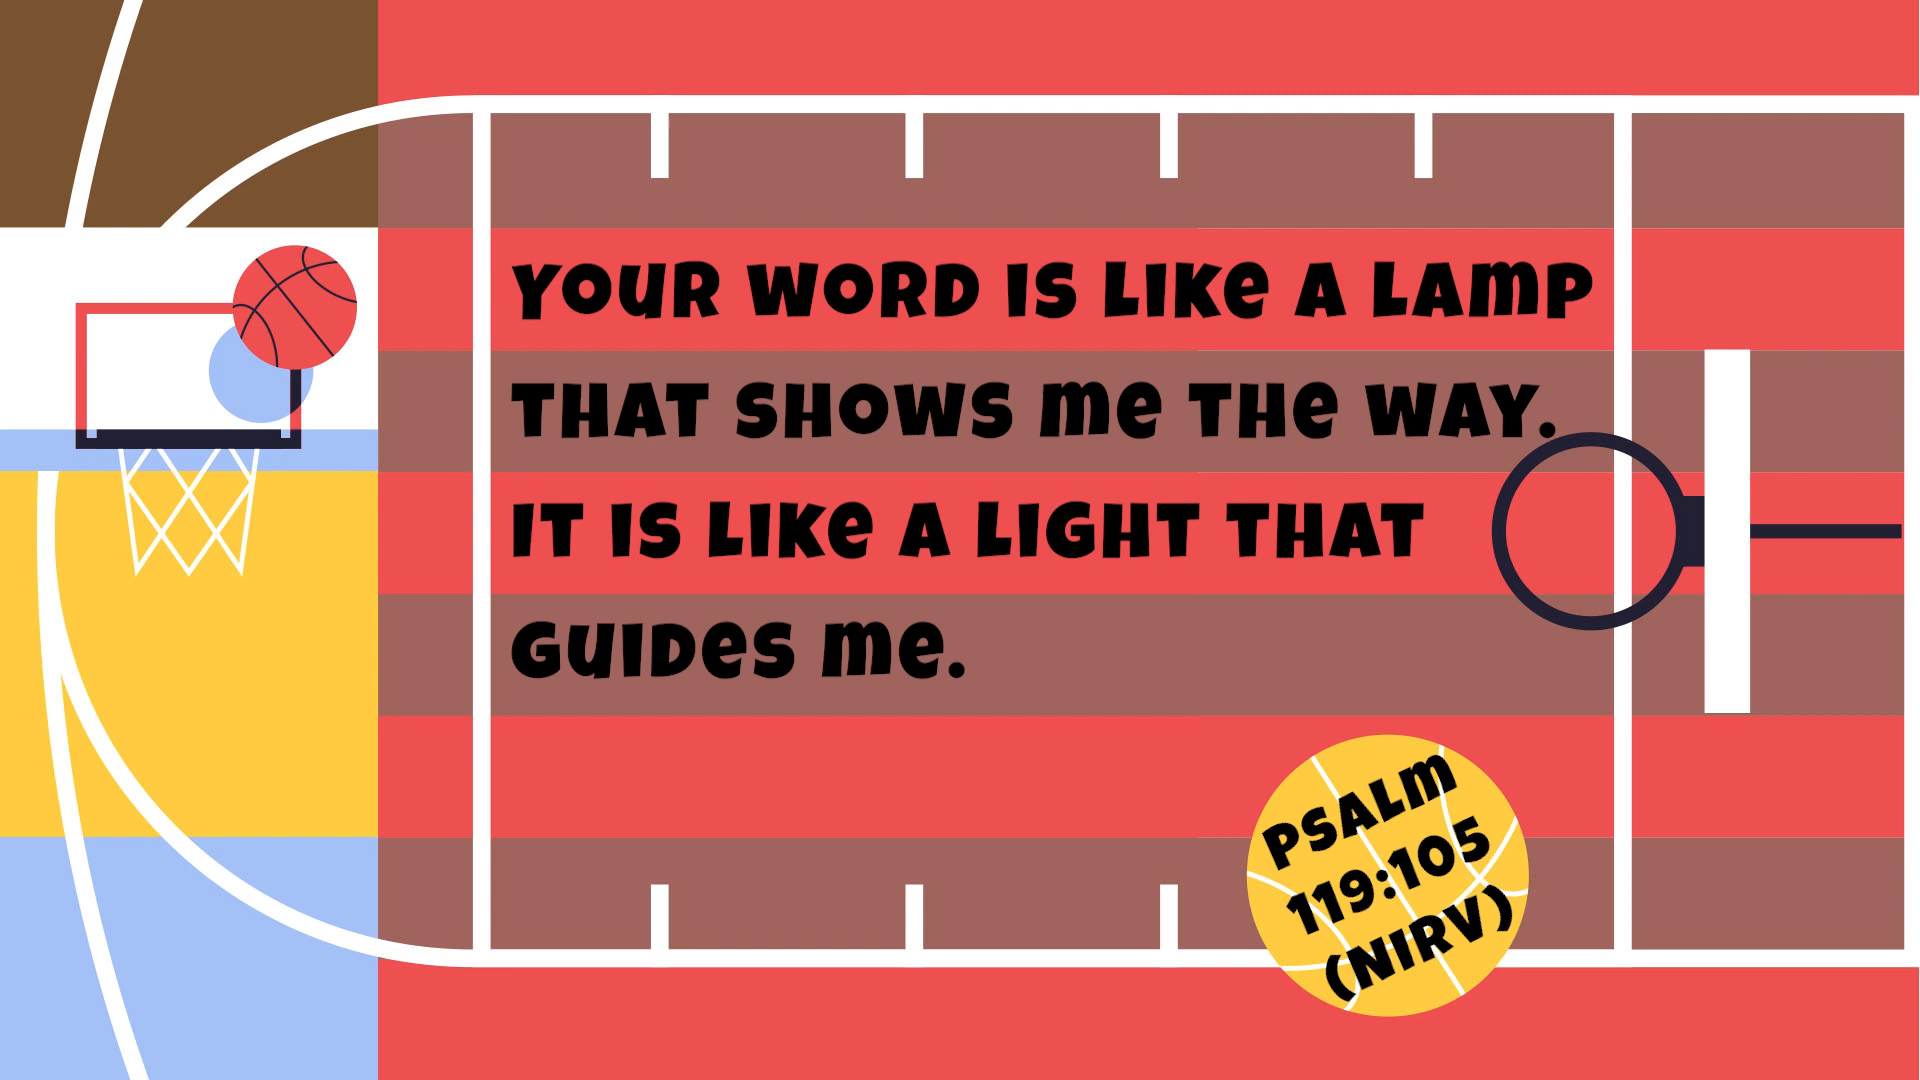 YOUR WORD IS LIKE A LAMP
THAT SHOWS ME THE WAY.
IT IS LIKE A LIGHT THAT
GUIDES ME.
PSALM
119:105
(NIRV)